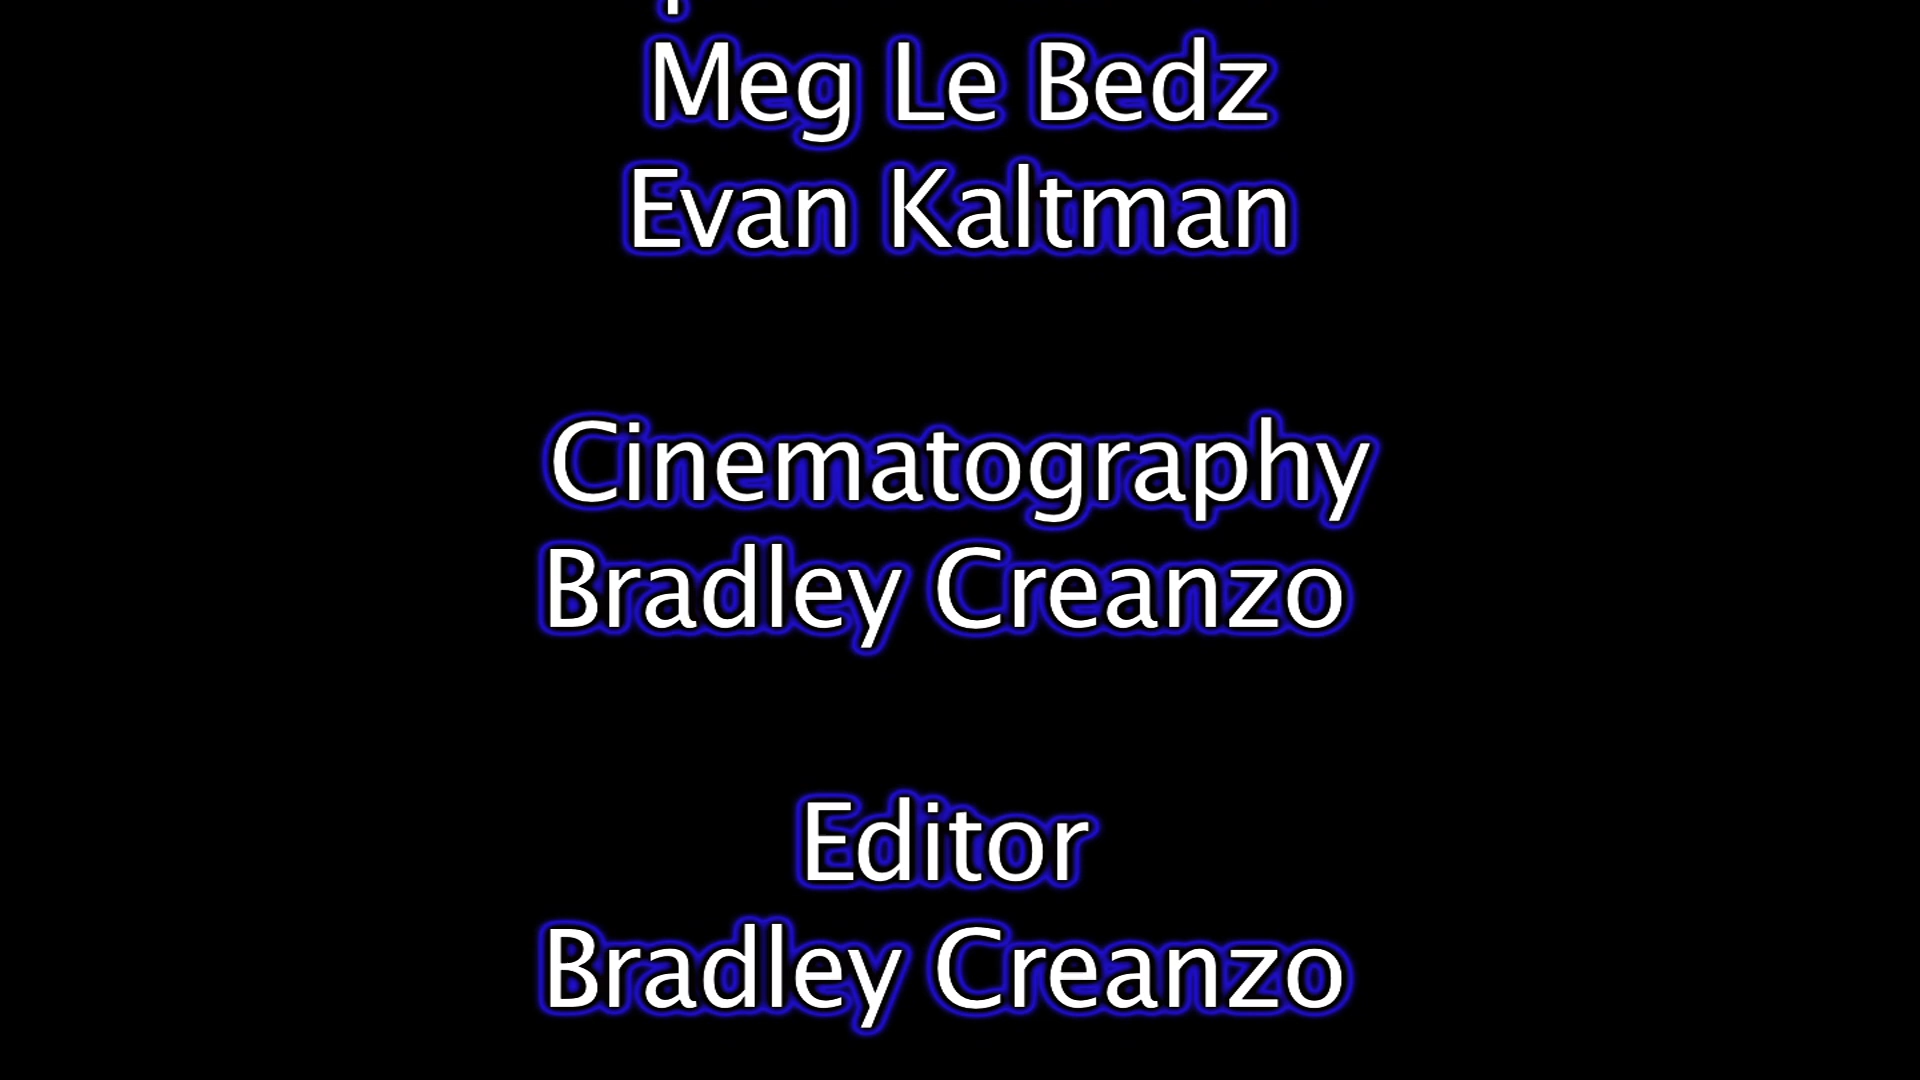 Meg Le Bedz
Evan Kaltman
Cinematography
Bradley Creanzo
Editor
Bradley Creanzo